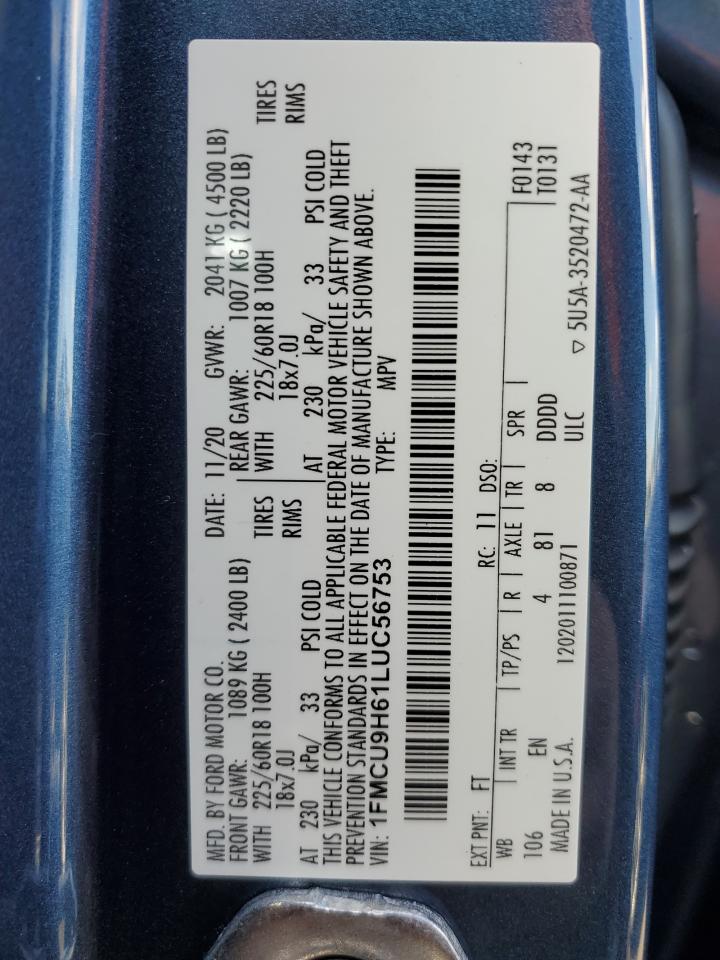 MFD. BY FORD MOTOR CO.
DATE: 11/20 GVWR: 2041 KG ( 4500 LB)
FRONT GAWR: 1089 KG ( 2400 LB)
REAR GAWR: 1007 KG ( 2220 LB)
WITH 225/60R18 100H TIRES
WITH 225/60R18 100H TIRES
18x7.0J RIMS
18x7.0J RIMS
AT 230 kPa/ 33 PSI COLD
AT 230 kPa/ 33 PSI COLD
THIS VEHICLE CONFORMS TO ALL APPLICABLE FEDERAL MOTOR VEHICLE SAFETY AND THEFT
PREVENTION STANDARDS IN EFFECT ON THE DATE OF MANUFACTURE SHOWN ABOVE.
VIN: 1FMCU9H61LUC56753 TYPE: MPV
EXT PNT: FT RC: 11 DSO:
WB INT TR TP/PS R AXLE TR SPR F0143
106 EN 4 81 8 DDDD T0131
MADE IN U.S.A. 1202011100871 ULC ▽ 5U5A-3520472-AA